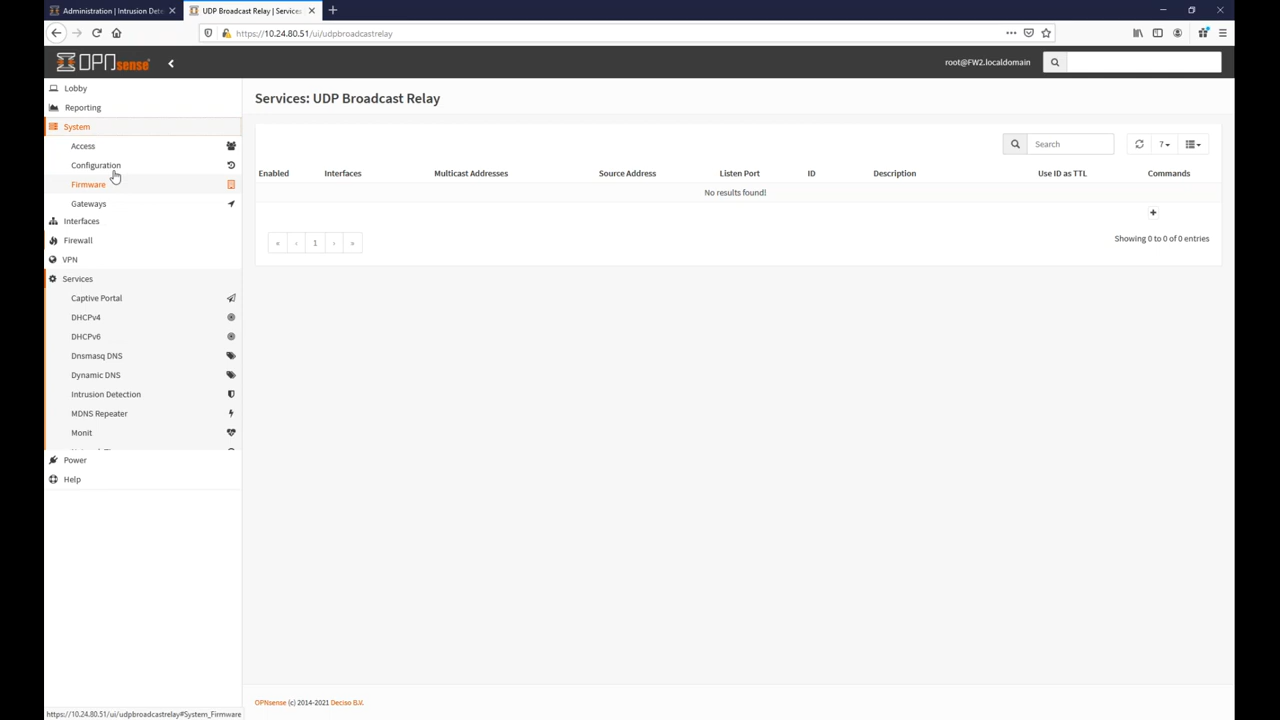 Administration | Intrusion Dete
UDP Broadcast Relay | Services
https://10.24.80.51/ui/udpbroadcastrelay
OPNsense
root@FW2.localdomain
Lobby
Reporting
System
Access
Configuration
Firmware
Gateways
Interfaces
Firewall
VPN
Services
Captive Portal
DHCPv4
DHCPv6
Dnsmasq DNS
Dynamic DNS
Intrusion Detection
MDNS Repeater
Monit
Power
Help
Services: UDP Broadcast Relay
Search
7
Enabled Interfaces Multicast Addresses Source Address Listen Port ID Description Use ID as TTL Commands
No results found!
« ‹ 1 › »
Showing 0 to 0 of 0 entries
OPNsense (c) 2014-2021 Deciso B.V.
https://10.24.80.51/ui/udpbroadcastrelay#System_Firmware